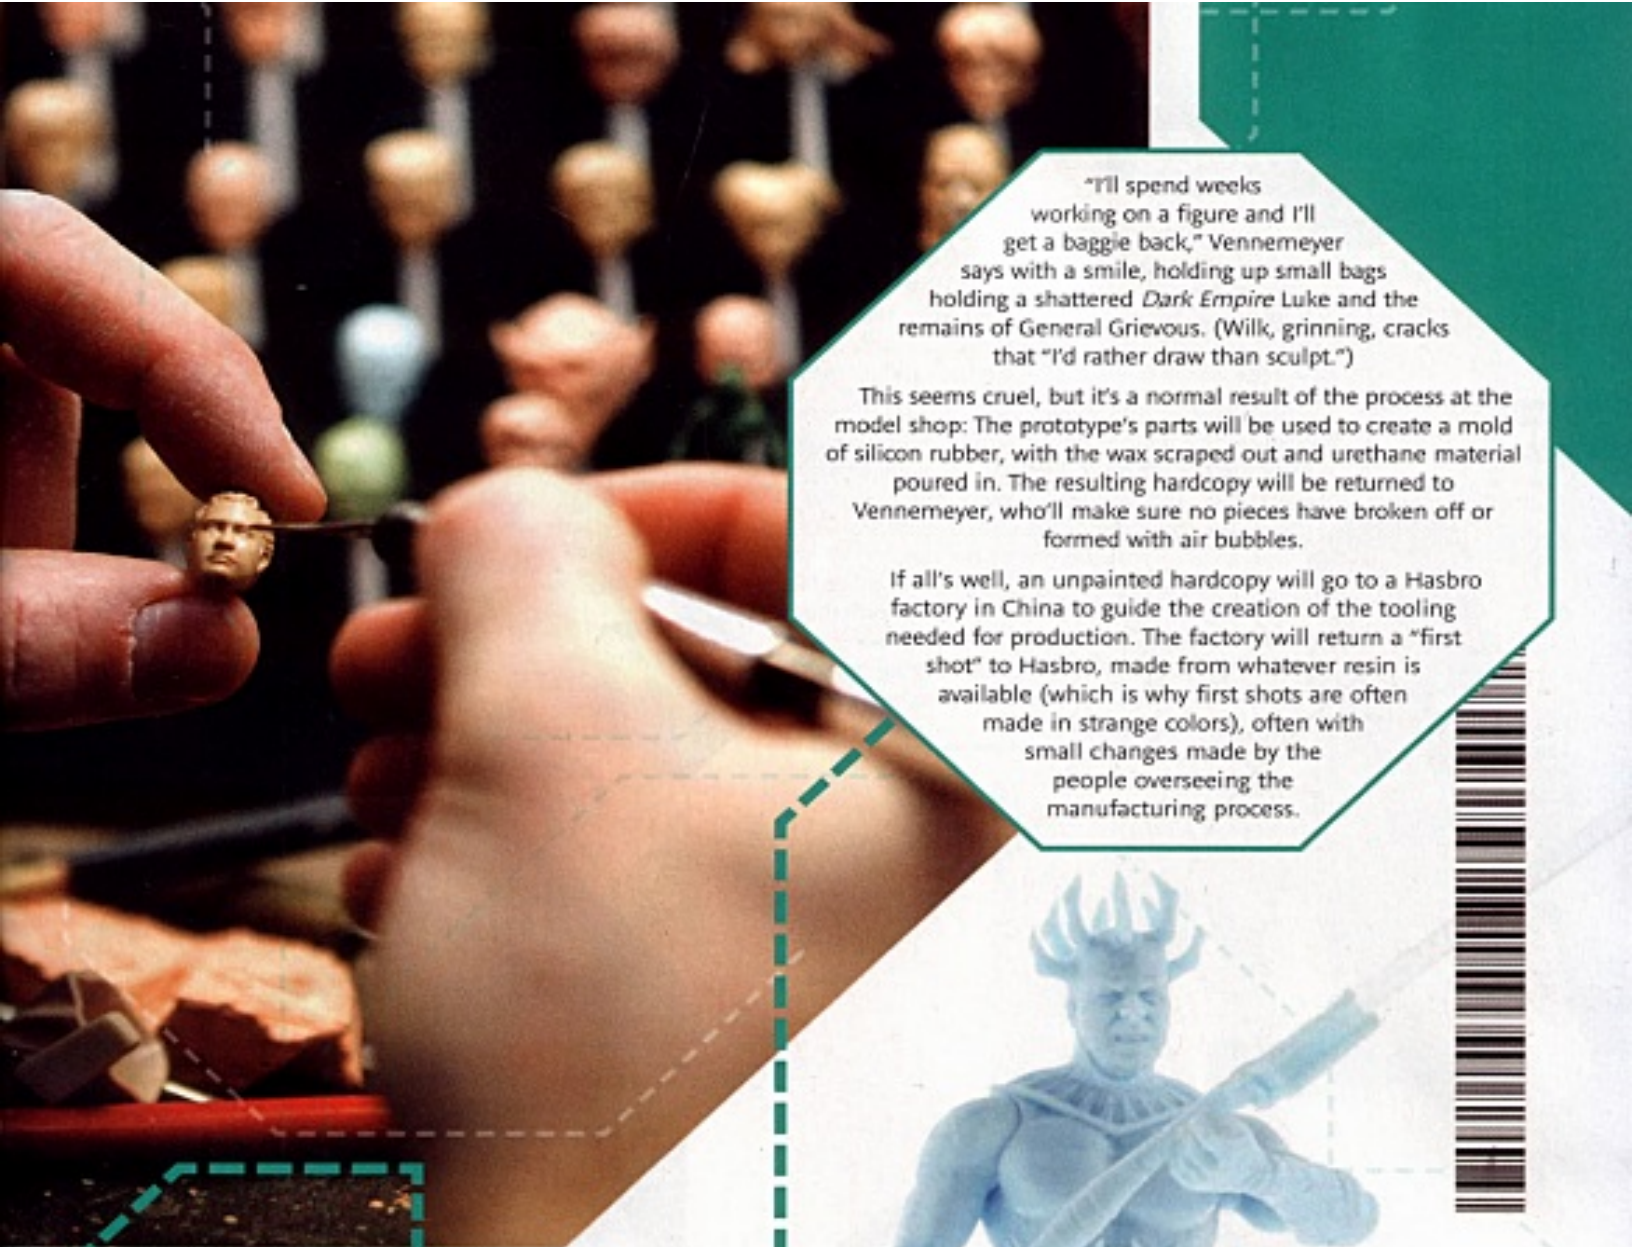 “I’ll spend weeks
working on a figure and I’ll
get a baggie back,” Vennemeyer
says with a smile, holding up small bags
holding a shattered Dark Empire Luke and the
remains of General Grievous. (Wilk, grinning, cracks
that “I’d rather draw than sculpt.”)
This seems cruel, but it’s a normal result of the process at the
model shop: The prototype’s parts will be used to create a mold
of silicon rubber, with the wax scraped out and urethane material
poured in. The resulting hardcopy will be returned to
Vennemeyer, who’ll make sure no pieces have broken off or
formed with air bubbles.
If all’s well, an unpainted hardcopy will go to a Hasbro
factory in China to guide the creation of the tooling
needed for production. The factory will return a “first
shot” to Hasbro, made from whatever resin is
available (which is why first shots are often
made in strange colors), often with
small changes made by the
people overseeing the
manufacturing process.